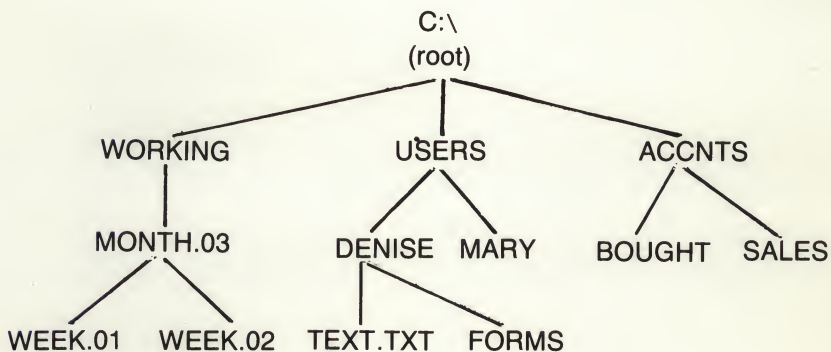 C:\
(root)
WORKING USERS ACCNTS
MONTH.03 DENISE MARY BOUGHT SALES
WEEK.01 WEEK.02 TEXT.TXT FORMS